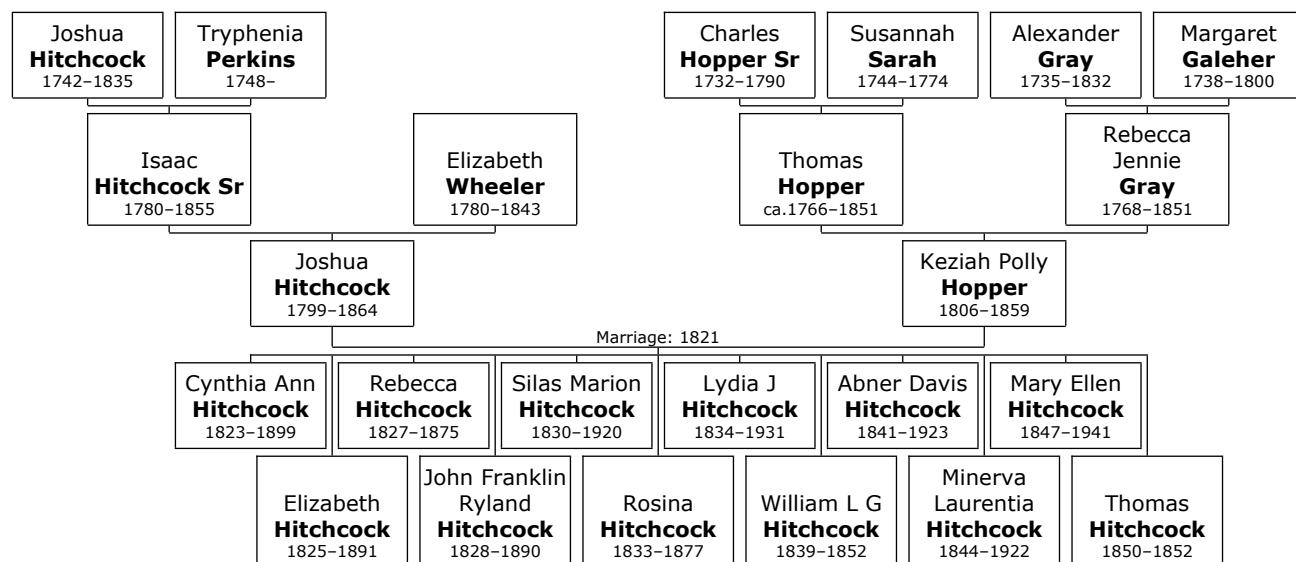 Joshua
Hitchcock
1742–1835
Tryphenia
Perkins
1748–
Charles
Hopper Sr
1732–1790
Susannah
Sarah
1744–1774
Alexander
Gray
1735–1832
Margaret
Galeher
1738–1800
Isaac
Hitchcock Sr
1780–1855
Elizabeth
Wheeler
1780–1843
Thomas
Hopper
ca.1766–1851
Rebecca
Jennie
Gray
1768–1851
Joshua
Hitchcock
1799–1864
Keziah Polly
Hopper
1806–1859
Marriage: 1821
Cynthia Ann
Hitchcock
1823–1899
Rebecca
Hitchcock
1827–1875
Silas Marion
Hitchcock
1830–1920
Lydia J
Hitchcock
1834–1931
Abner Davis
Hitchcock
1841–1923
Mary Ellen
Hitchcock
1847–1941
Elizabeth
Hitchcock
1825–1891
John Franklin
Ryland
Hitchcock
1828–1890
Rosina
Hitchcock
1833–1877
William L G
Hitchcock
1839–1852
Minerva
Laurentia
Hitchcock
1844–1922
Thomas
Hitchcock
1850–1852